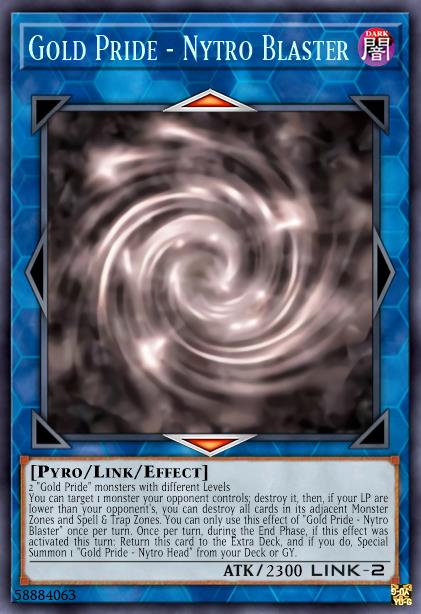 Gold Pride - Nytro Blaster
DARK
闇
[Pyro/Link/Effect]
2 "Gold Pride" monsters with different Levels
You can target 1 monster your opponent controls; destroy it, then, if your LP are
lower than your opponent's, you can destroy all cards in its adjacent Monster
Zones and Spell & Trap Zones. You can only use this effect of "Gold Pride - Nytro
Blaster" once per turn. Once per turn, during the End Phase, if this effect was
activated this turn: Return this card to the Extra Deck, and if you do, Special
Summon 1 "Gold Pride - Nytro Head" from your Deck or GY.
ATK/2300 LINK-2
58884063